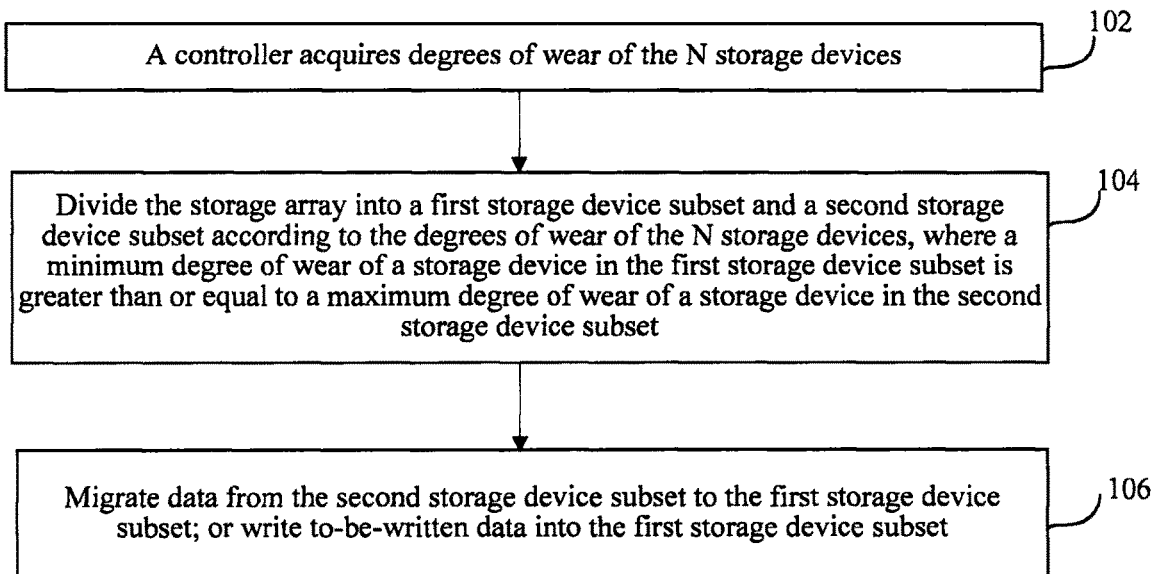 102
A controller acquires degrees of wear of the N storage devices
104
Divide the storage array into a first storage device subset and a second storage
device subset according to the degrees of wear of the N storage devices, where a
minimum degree of wear of a storage device in the first storage device subset is
greater than or equal to a maximum degree of wear of a storage device in the second
storage device subset
106
Migrate data from the second storage device subset to the first storage device
subset; or write to-be-written data into the first storage device subset